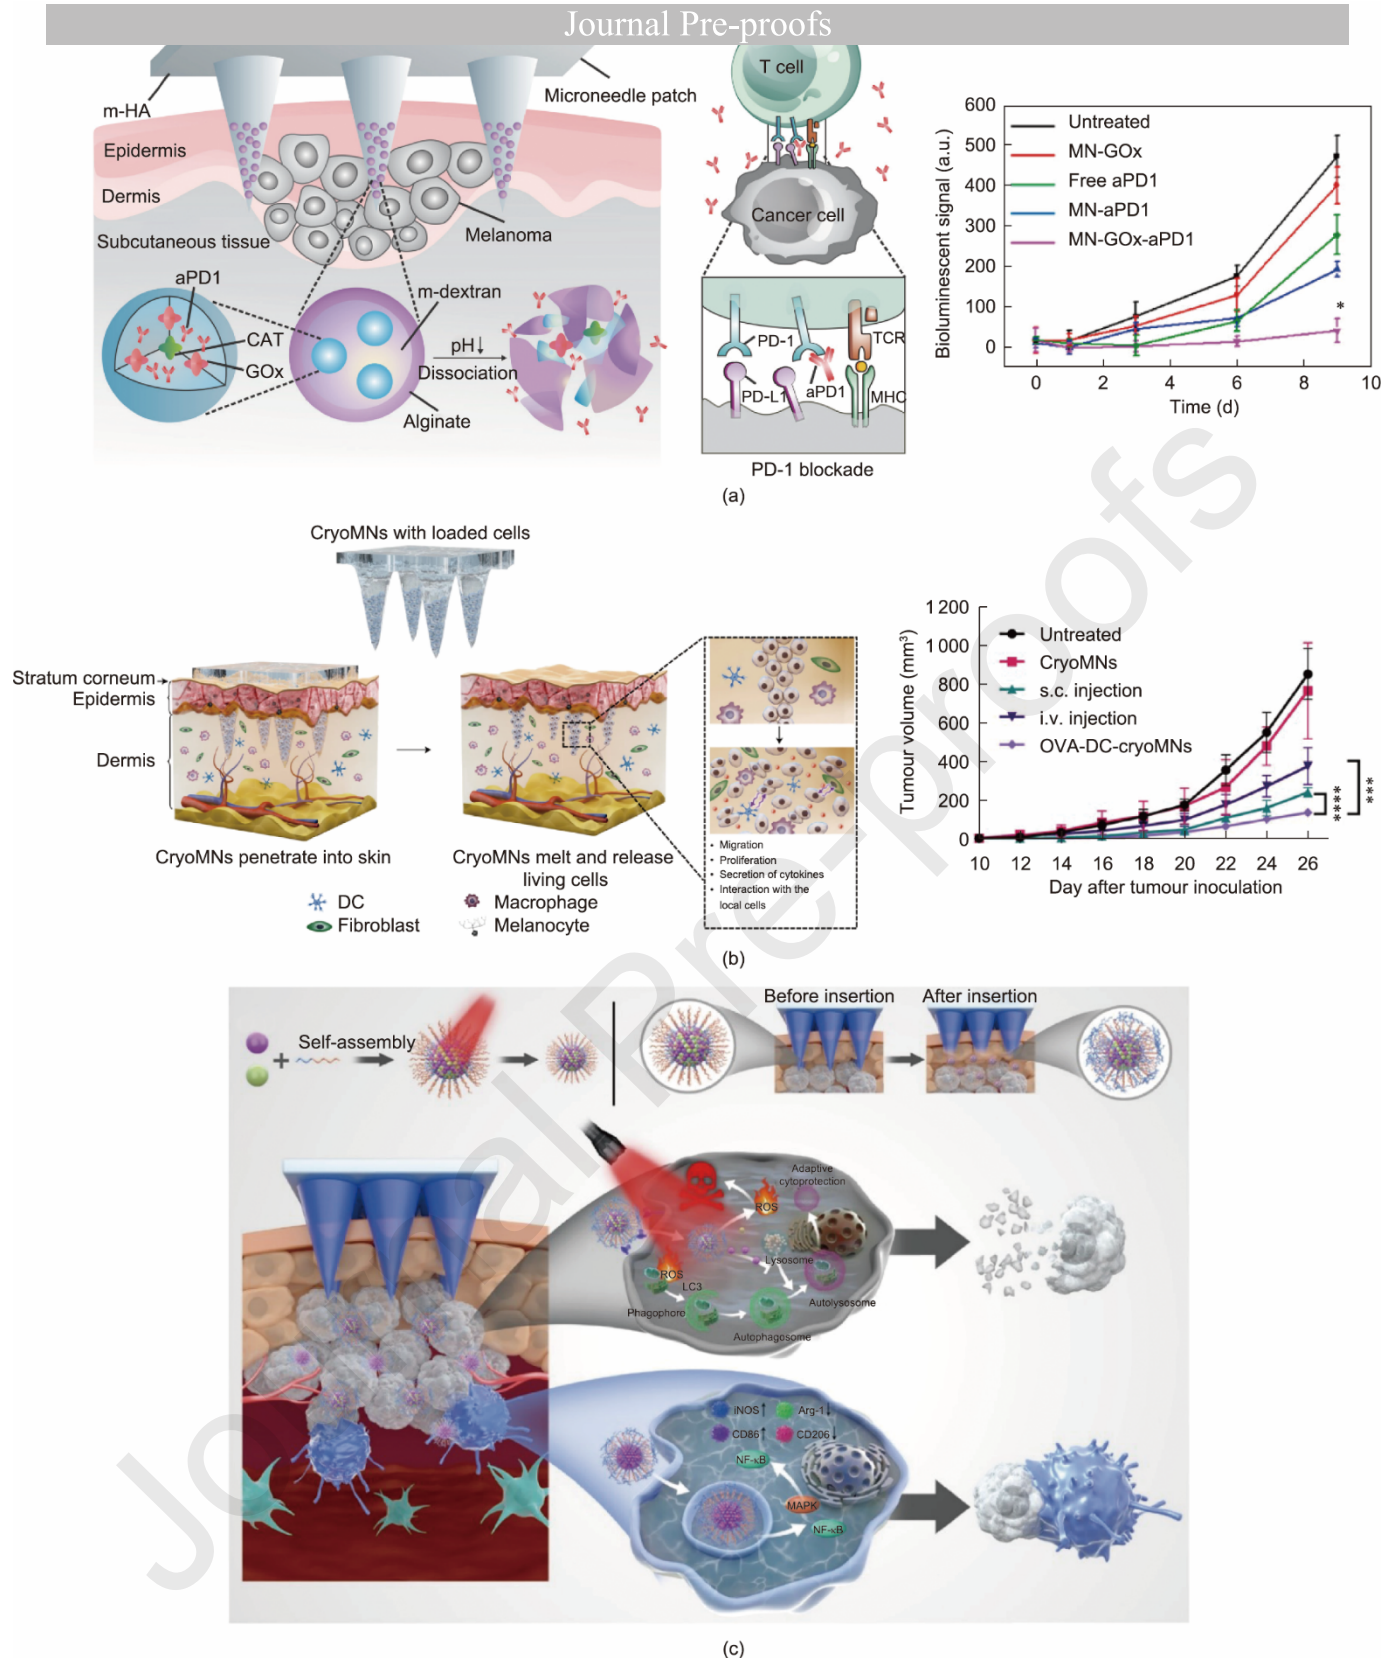 Journal Pre-proofs
m-HA
Microneedle patch
Epidermis
Dermis
Subcutaneous tissue
Melanoma
aPD1
CAT
GOx
m-dextran
pH↓
Dissociation
Alginate
T cell
Cancer cell
PD-1
TCR
PD-L1
aPD1
MHC
PD-1 blockade
Bioluminescent signal (a.u.)
600
500
400
300
200
100
0
Untreated
MN-GOx
Free aPD1
MN-aPD1
MN-GOx-aPD1
*
0 2 4 6 8 10
Time (d)
(a)
CryoMNs with loaded cells
Stratum corneum
Epidermis
Dermis
CryoMNs penetrate into skin
CryoMNs melt and release
living cells
DC
Macrophage
Fibroblast
Melanocyte
• Migration
• Proliferation
• Secretion of cytokines
• Interaction with the
local cells
Tumour volume (mm³)
1 200
1 000
800
600
400
200
0
Untreated
CryoMNs
s.c. injection
i.v. injection
OVA-DC-cryoMNs
****
***
10 12 14 16 18 20 22 24 26
Day after tumour inoculation
(b)
Self-assembly
+
Before insertion
After insertion
Adaptive
cytoprotection
ROS
Lysosome
ROS
LC3
Phagophore
Autolysosome
Autophagosome
iNOS↑
Arg-1↓
CD86↑
CD206↓
NF-κB
MAPK
NF-κB
(c)
Journal Pre-proofs